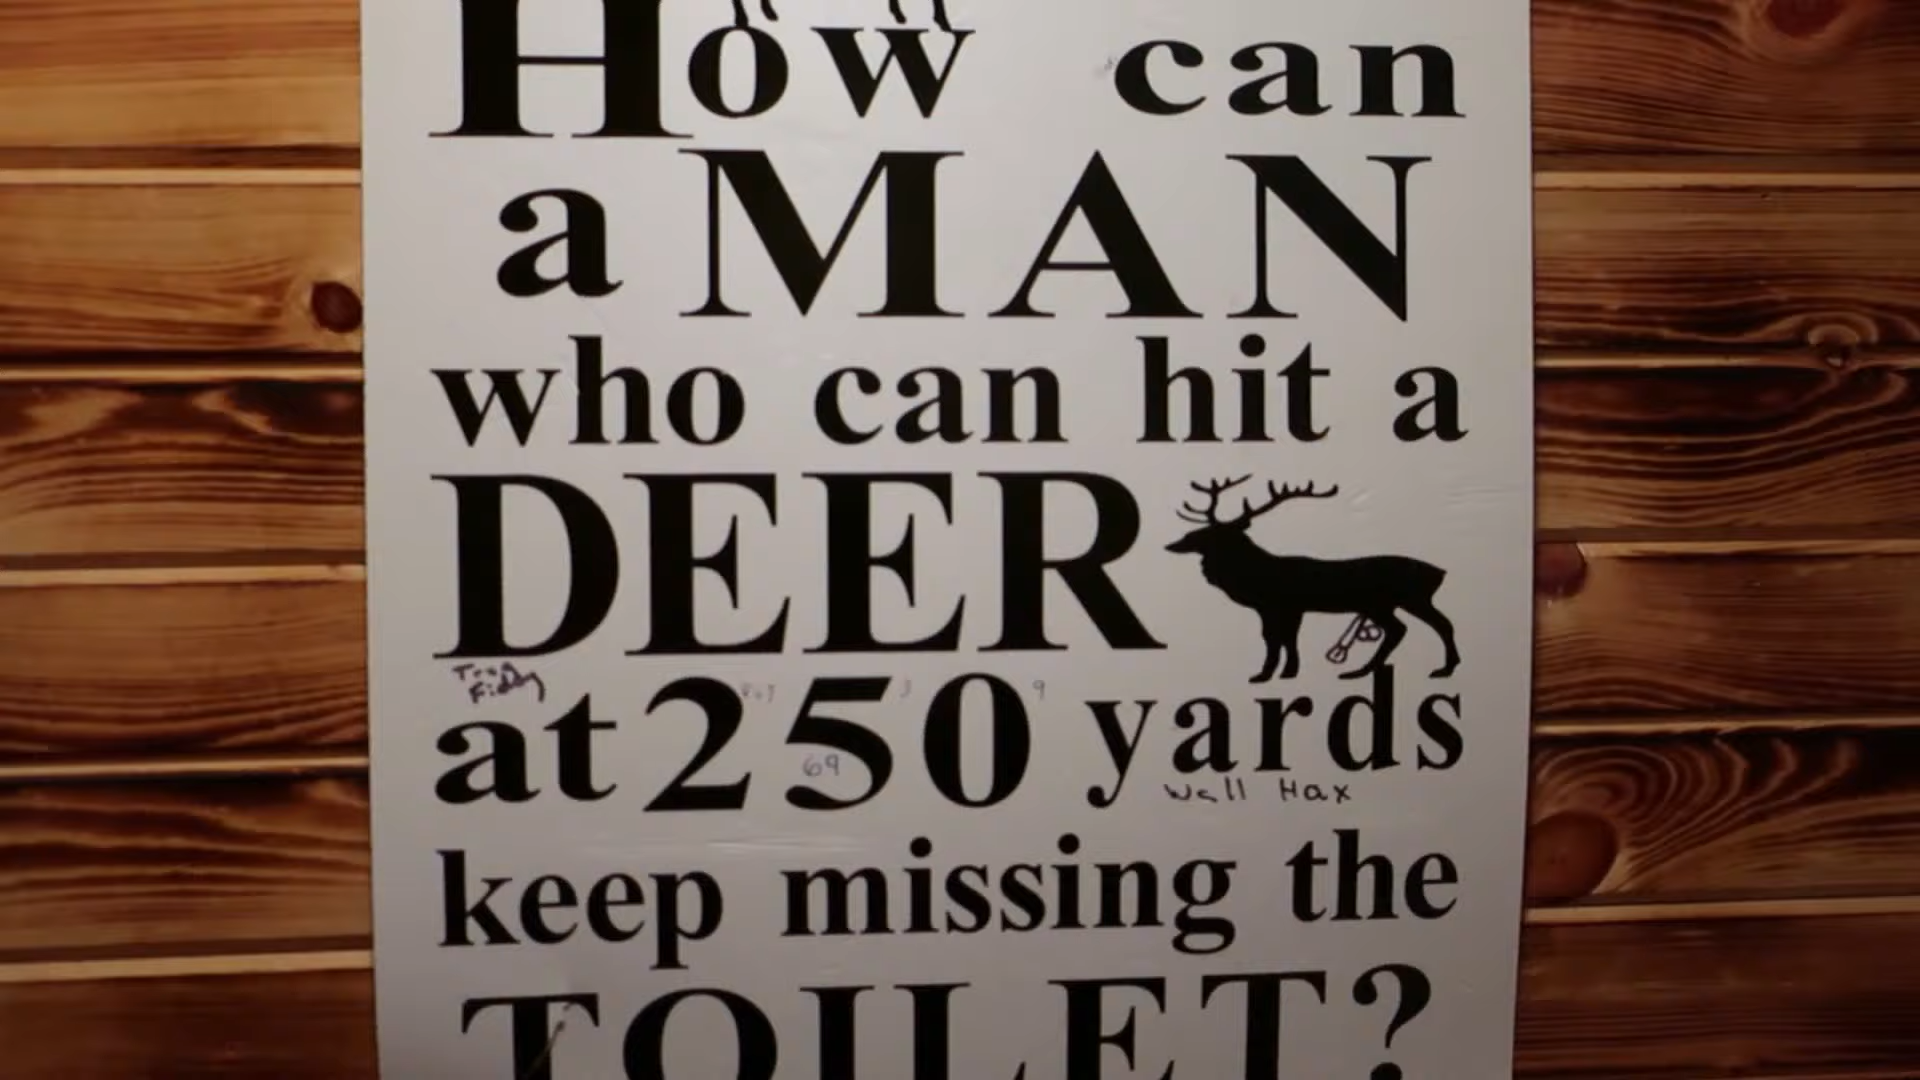 How can
a MAN
who can hit a
DEER
at 250 yards
69
Wall Hax
keep missing the
TOILET?